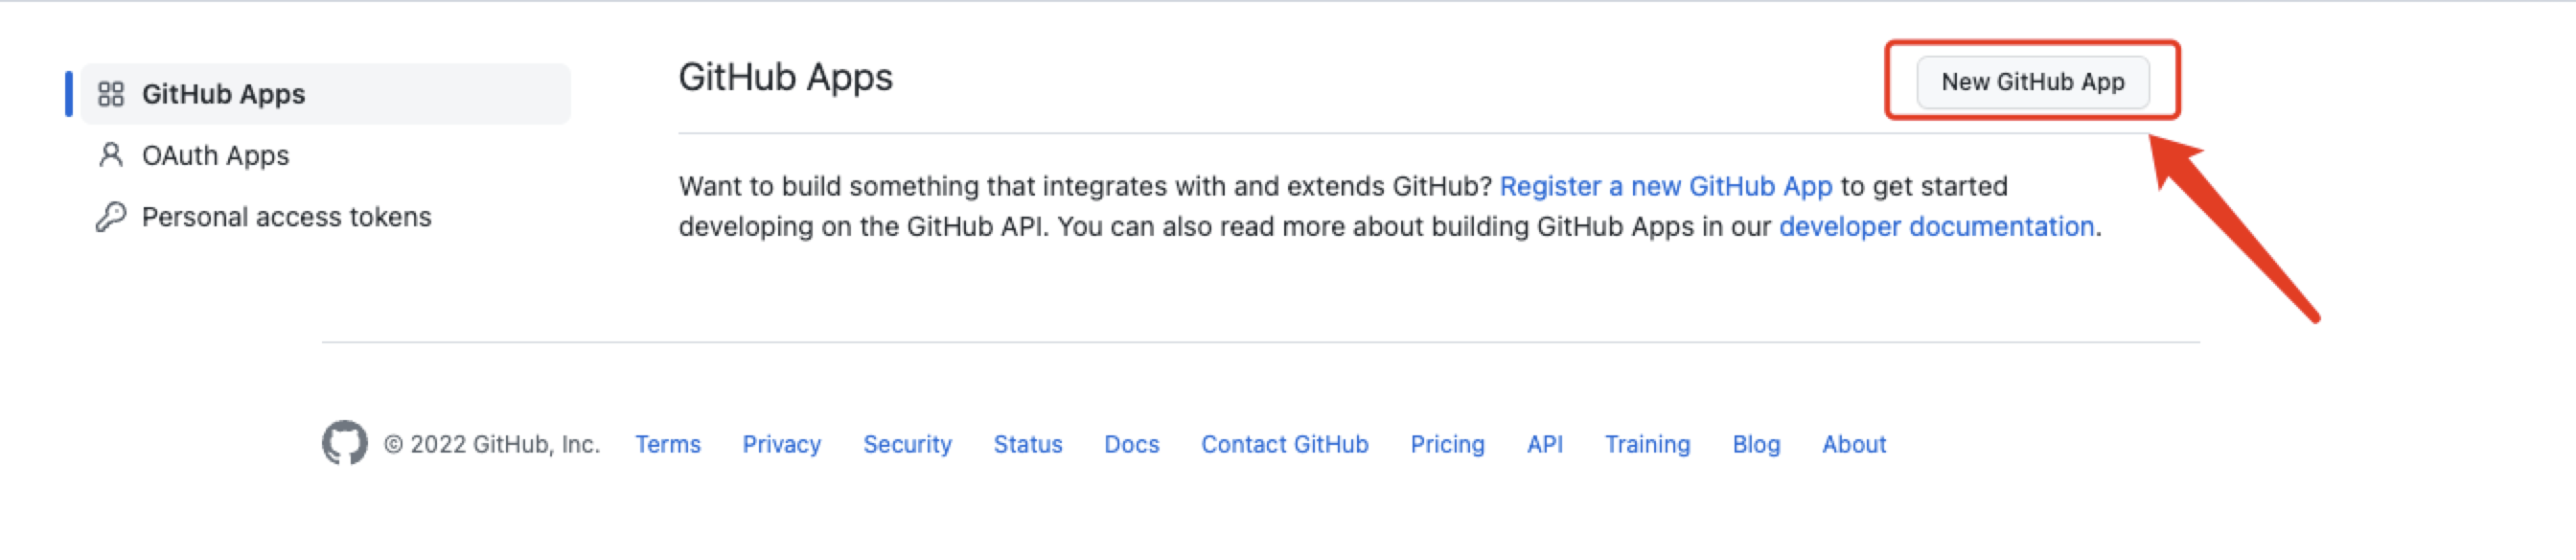 GitHub Apps
OAuth Apps
Personal access tokens
GitHub Apps
New GitHub App
Want to build something that integrates with and extends GitHub? Register a new GitHub App to get started
developing on the GitHub API. You can also read more about building GitHub Apps in our developer documentation.
© 2022 GitHub, Inc. Terms Privacy Security Status Docs Contact GitHub Pricing API Training Blog About